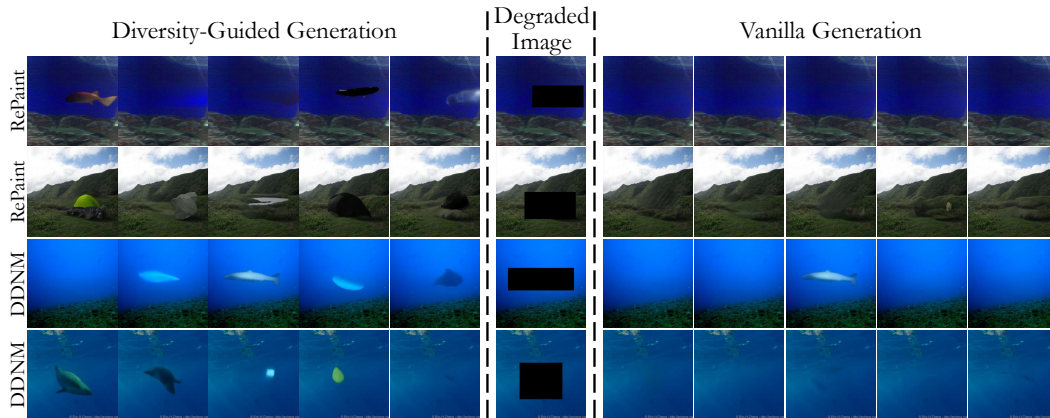 Diversity-Guided Generation
Degraded
Image
Vanilla Generation
RePaint
RePaint
DDNM
DDNM